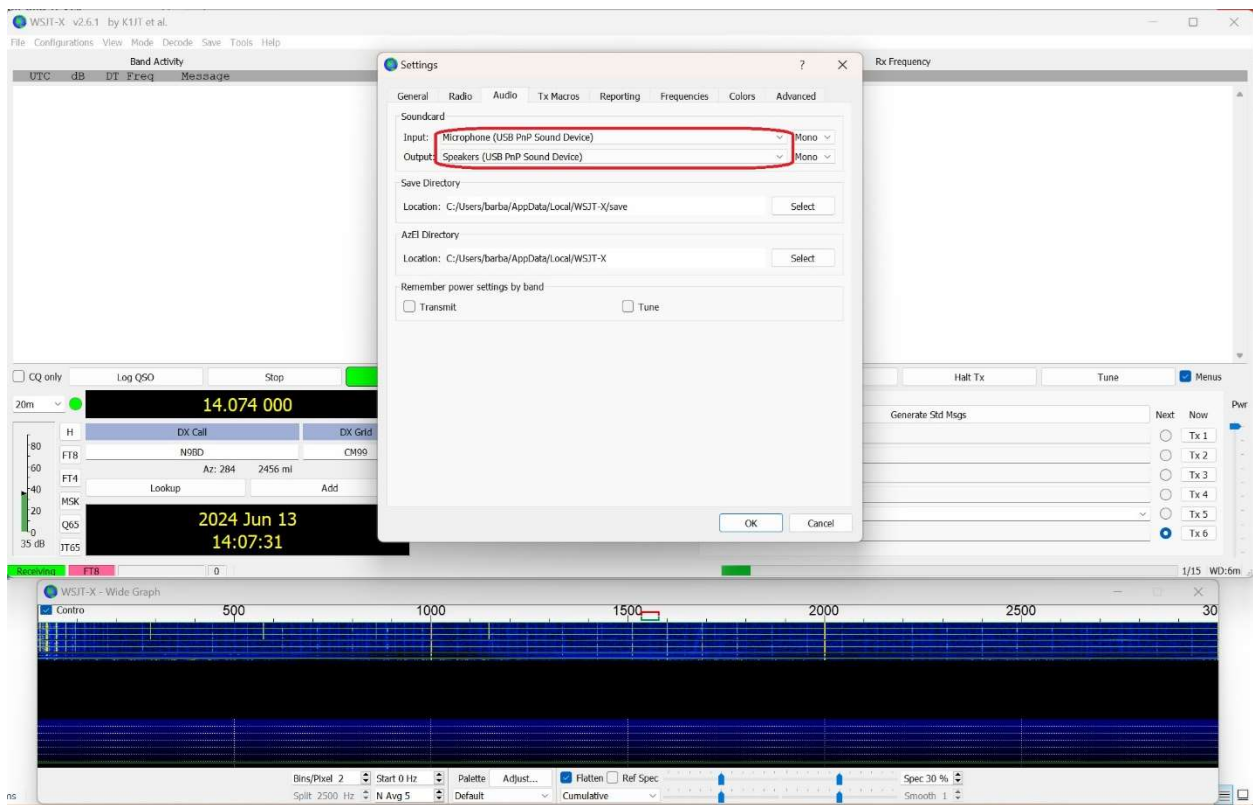 WSJT-X v2.6.1 by K1JT et al.
File Configurations View Mode Decode Save Tools Help
Band Activity
UTC dB DT Freq Message
Rx Frequency
Settings ? X
General Radio Audio Tx Macros Reporting Frequencies Colors Advanced
Soundcard
Input: Microphone (USB PnP Sound Device) Mono
Output: Speakers (USB PnP Sound Device) Mono
Save Directory
Location: C:/Users/barba/AppData/Local/WSJT-X/save Select
AzEl Directory
Location: C:/Users/barba/AppData/Local/WSJT-X Select
Remember power settings by band
Transmit Tune
OK Cancel
CQ only Log QSO Stop Halt Tx Tune Menus
20m 14.074 000
H DX Call DX Grid
FT8 N9BD CM99
Az: 284 2456 mi
FT4
Lookup Add
MSK
Q65 2024 Jun 13
JT65 14:07:31
80
60
40
20
0
35 dB
Generate Std Msgs Next Now Pwr
Tx 1
Tx 2
Tx 3
Tx 4
Tx 5
Tx 6
Receiving FT8 0 1/15 WD:6m
WSJT-X - Wide Graph
Contro 500 1000 1500 2000 2500 30
Bins/Pixel 2 Start 0 Hz Palette Adjust... Flatten Ref Spec Spec 30 %
Split 2500 Hz N Avg 5 Default Cumulative Smooth 1
ns